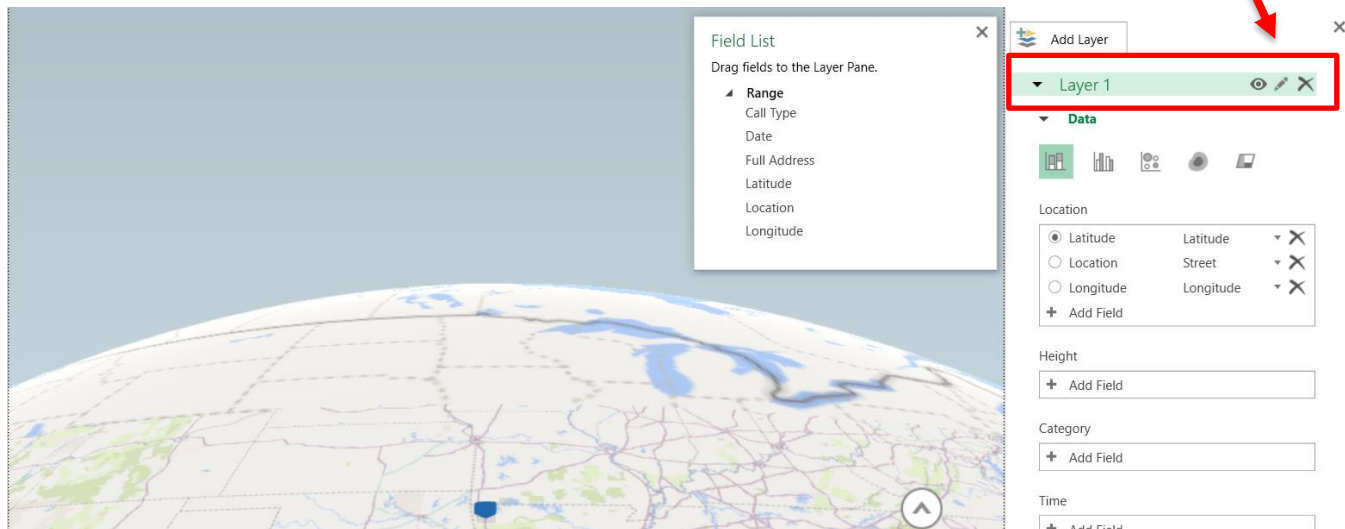 Field List
Drag fields to the Layer Pane.
Range
Call Type
Date
Full Address
Latitude
Location
Longitude
Add Layer
Layer 1
Data
Location
Latitude Latitude
Location Street
Longitude Longitude
+ Add Field
Height
+ Add Field
Category
+ Add Field
Time
+ Add Field